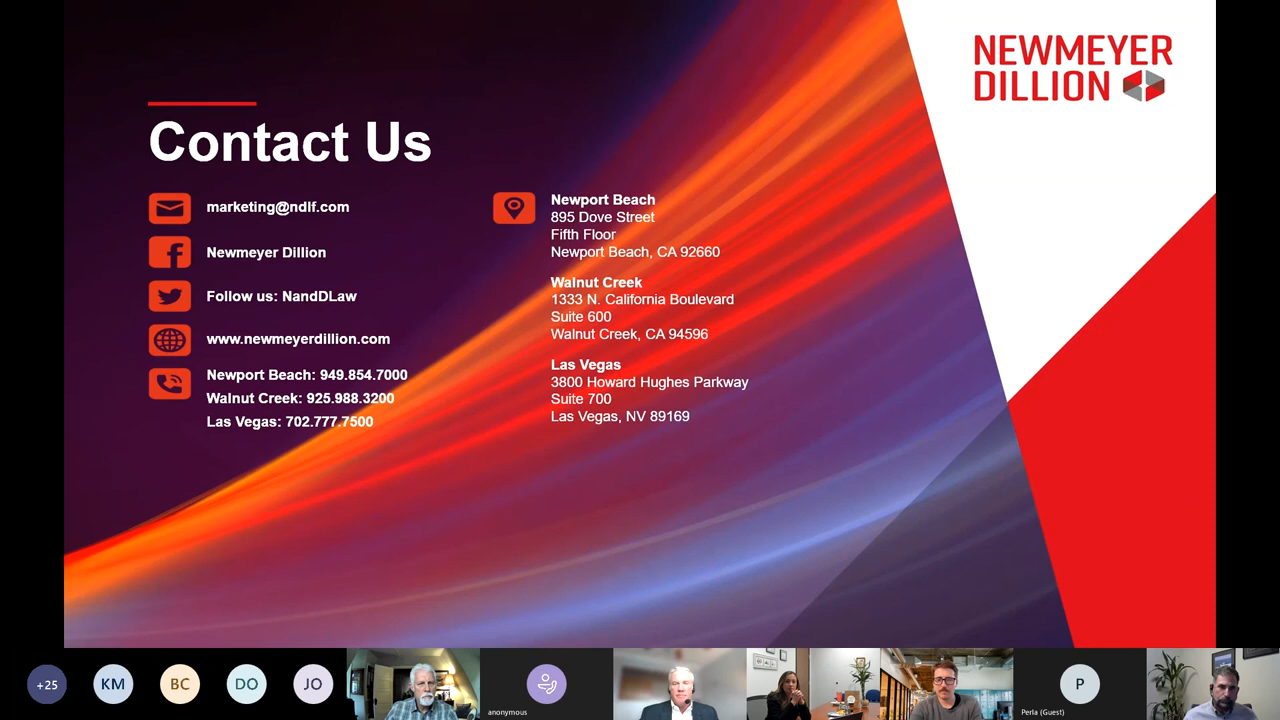 NEWMEYER
DILLION
Contact Us
marketing@ndlf.com
Newmeyer Dillion
Follow us: NandDLaw
www.newmeyerdillion.com
Newport Beach: 949.854.7000
Walnut Creek: 925.988.3200
Las Vegas: 702.777.7500
Newport Beach
895 Dove Street
Fifth Floor
Newport Beach, CA 92660
Walnut Creek
1333 N. California Boulevard
Suite 600
Walnut Creek, CA 94596
Las Vegas
3800 Howard Hughes Parkway
Suite 700
Las Vegas, NV 89169
+25
KM
BC
DO
JO
anonymous
P
Perla (Guest)